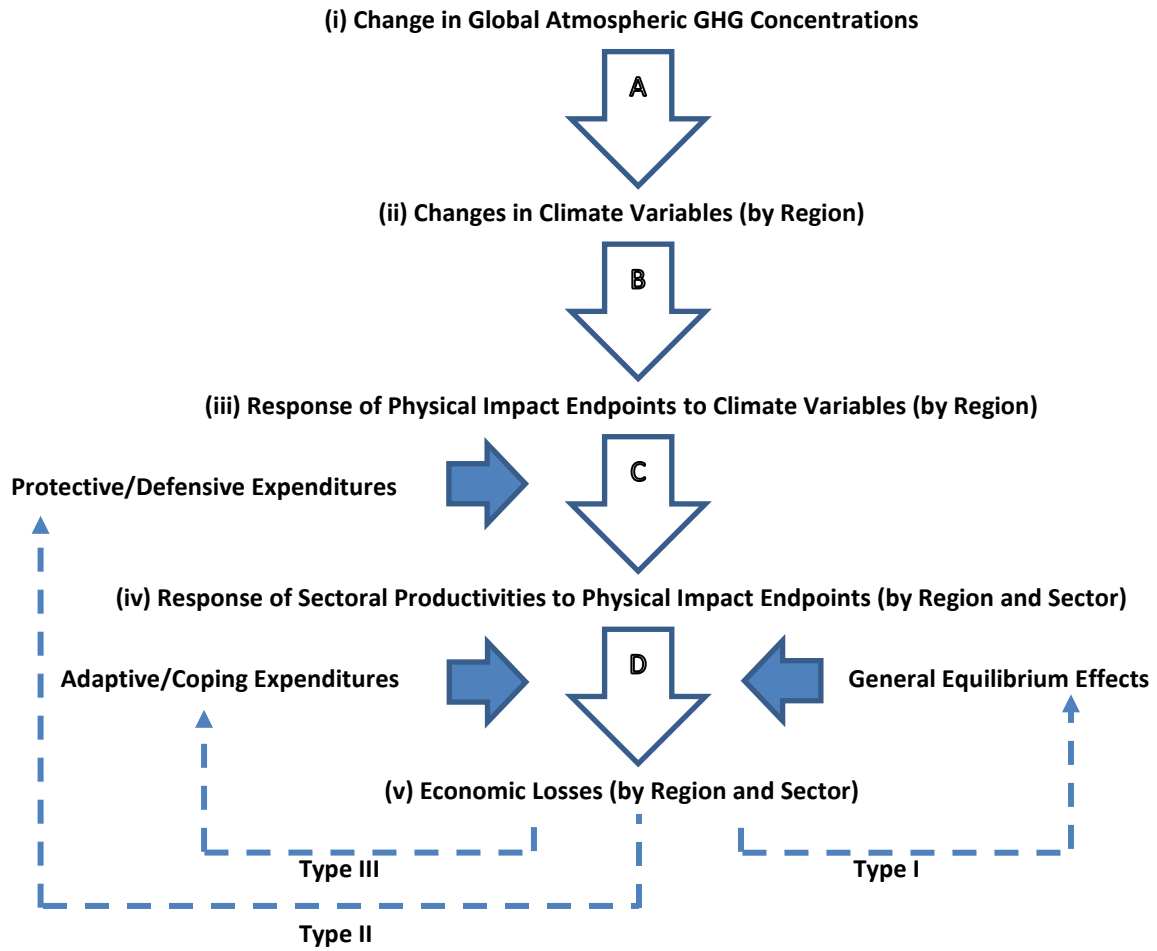 (i) Change in Global Atmospheric GHG Concentrations
A
(ii) Changes in Climate Variables (by Region)
B
(iii) Response of Physical Impact Endpoints to Climate Variables (by Region)
C
Protective/Defensive Expenditures
(iv) Response of Sectoral Productivities to Physical Impact Endpoints (by Region and Sector)
D
Adaptive/Coping Expenditures
General Equilibrium Effects
(v) Economic Losses (by Region and Sector)
Type III
Type I
Type II